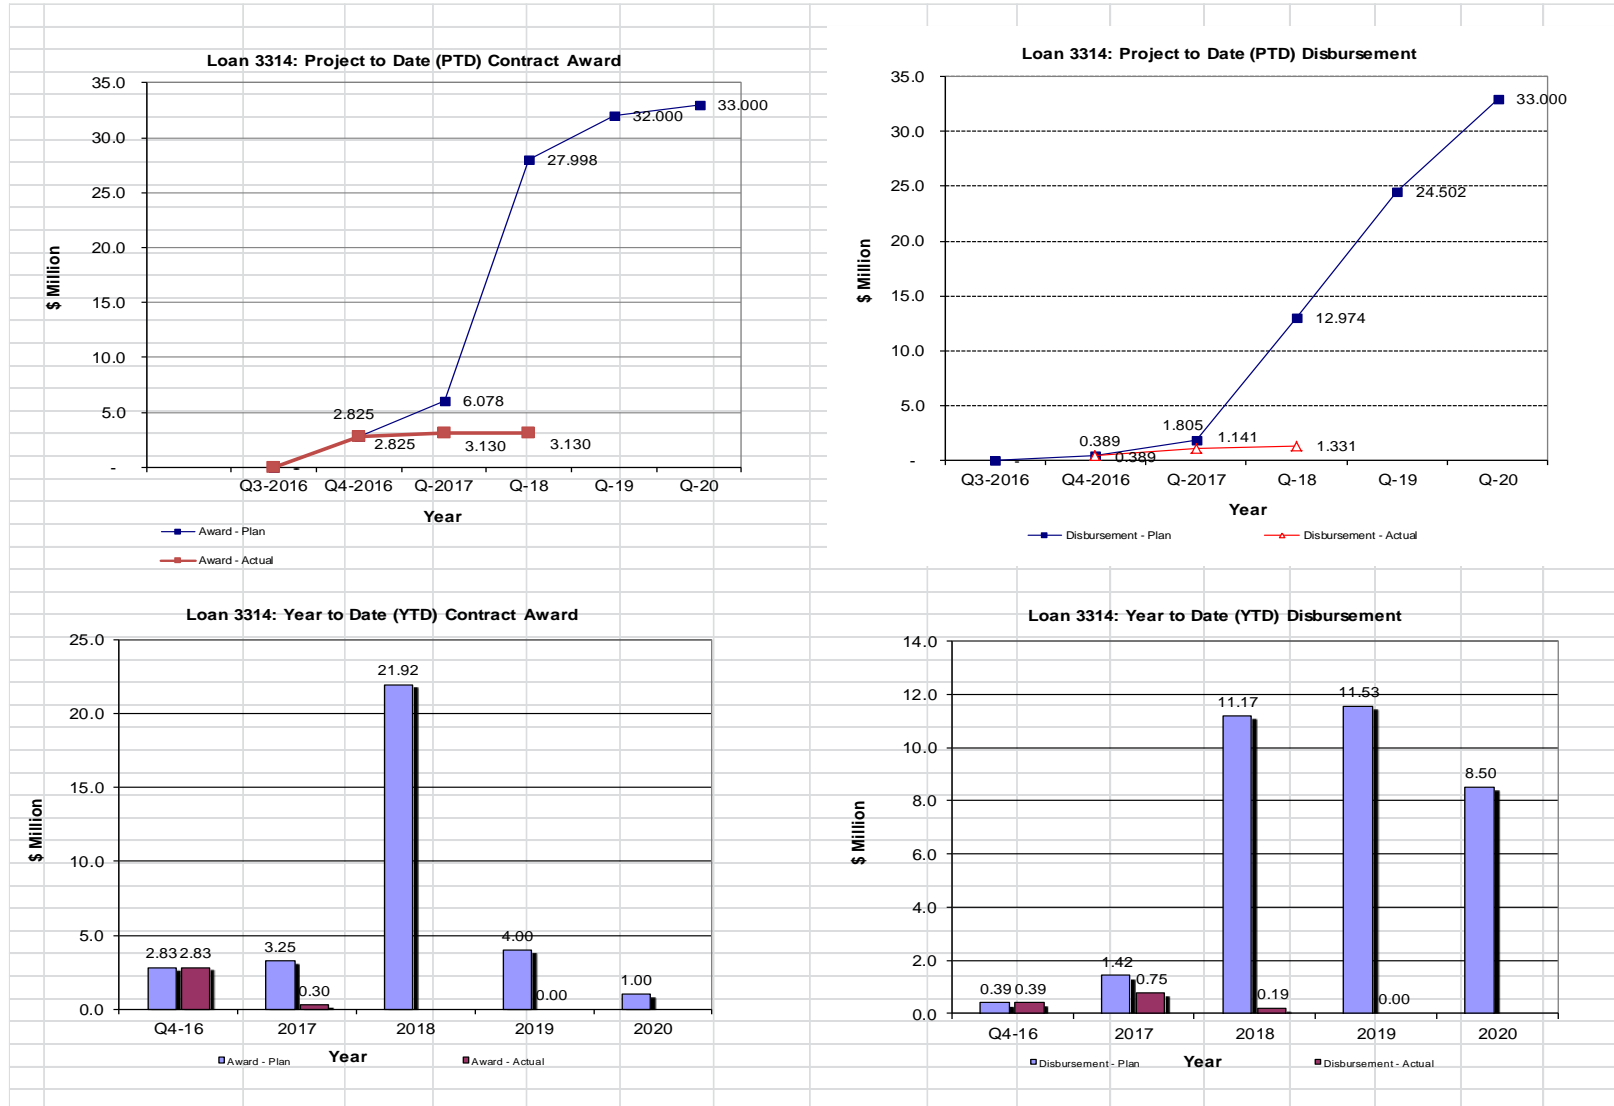 Loan 3314: Project to Date (PTD) Contract Award
35.0
30.0
25.0
20.0
15.0
10.0
5.0
-
$ Million
33.000
32.000
27.998
6.078
2.825
2.825
3.130
3.130
-
Q3-2016 Q4-2016 Q-2017 Q-18 Q-19 Q-20
Year
Award - Plan
Award - Actual
Loan 3314: Project to Date (PTD) Disbursement
35.0
30.0
25.0
20.0
15.0
10.0
5.0
-
$ Million
33.000
24.502
12.974
1.805
0.389
0.389
1.141
1.331
-
Q3-2016 Q4-2016 Q-2017 Q-18 Q-19 Q-20
Year
Disbursement - Plan Disbursement - Actual
Loan 3314: Year to Date (YTD) Contract Award
25.0
20.0
15.0
10.0
5.0
0.0
$ Million
21.92
2.83 2.83 3.25
0.30
4.00
0.00
1.00
Q4-16 2017 2018 2019 2020
Year
Award - Plan Award - Actual
Loan 3314: Year to Date (YTD) Disbursement
14.0
12.0
10.0
8.0
6.0
4.0
2.0
0.0
$ Million
11.17
11.53
8.50
0.39 0.39
1.42
0.75
0.19
0.00
Q4-16 2017 2018 2019 2020
Year
Disbursement - Plan Disbursement - Actual